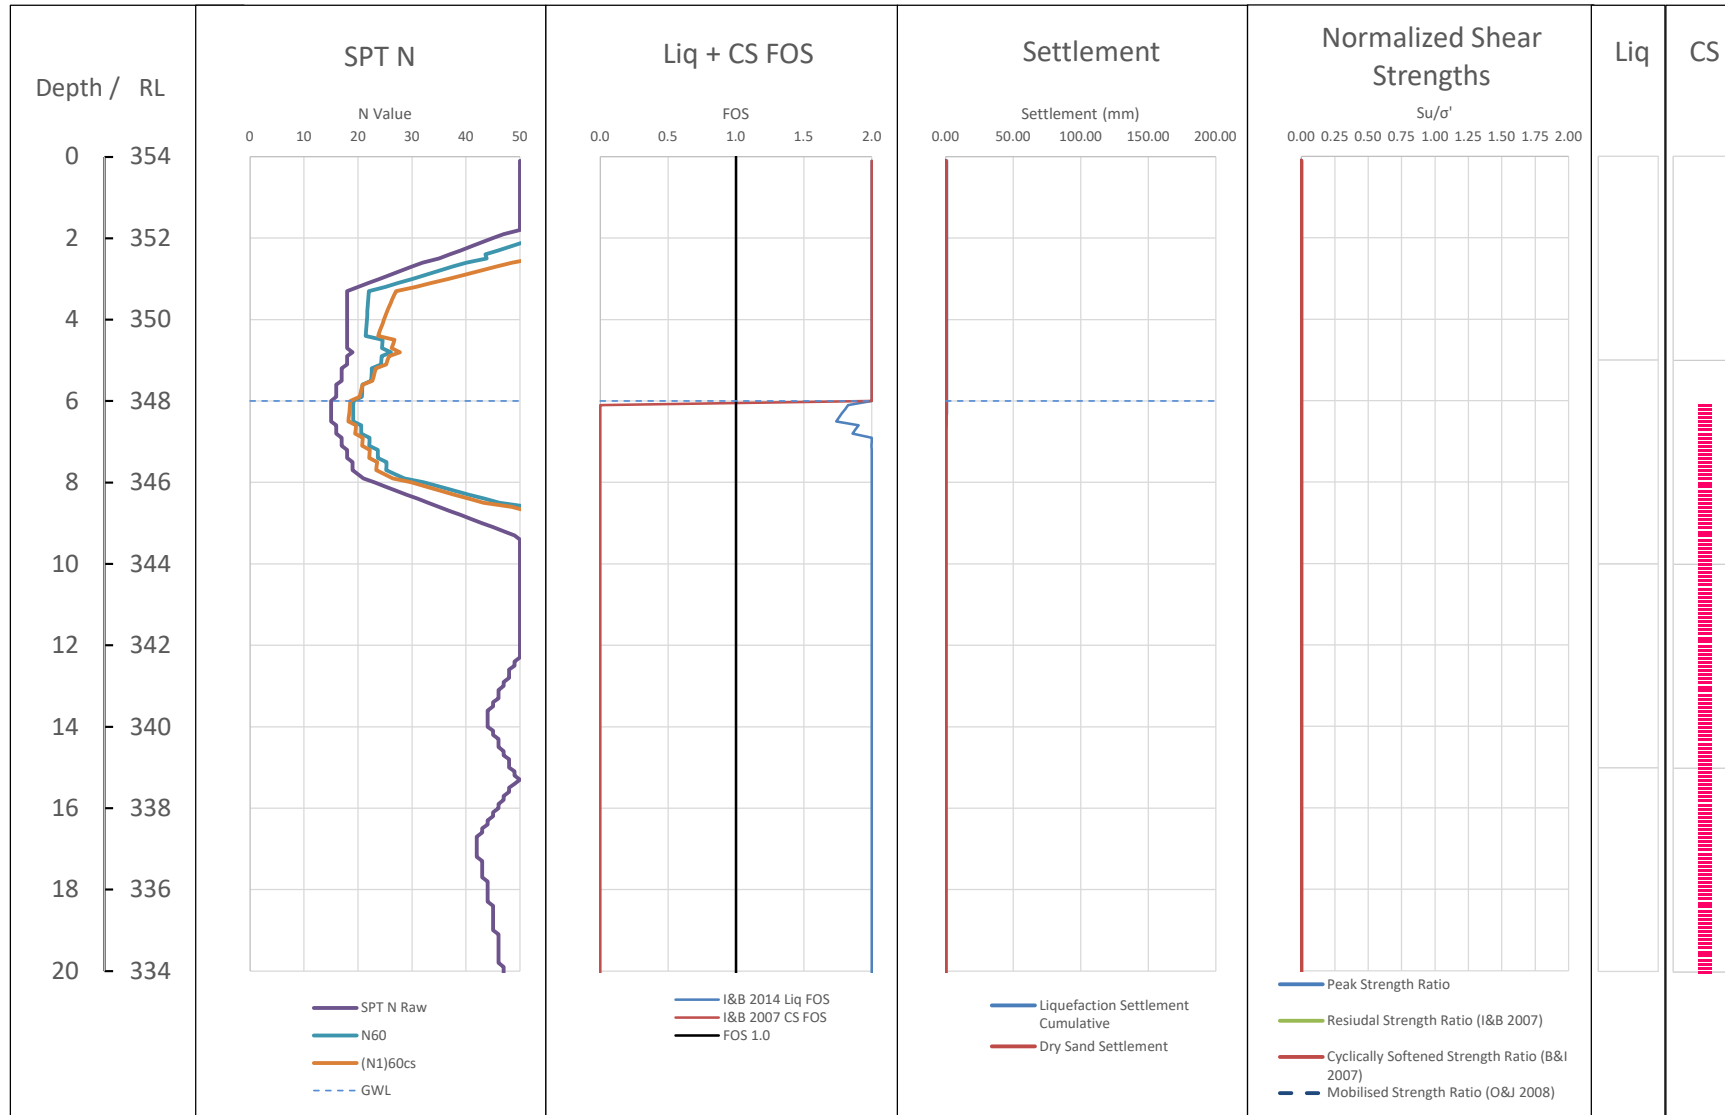 SPT N
Liq + CS FOS
Settlement
Normalized Shear
Strengths
Liq
CS
Depth / RL
N Value
FOS
Settlement (mm)
Su/σ'
0 10 20 30 40 50
0.0 0.5 1.0 1.5 2.0
0.00 50.00 100.00 150.00 200.00
0.00 0.25 0.50 0.75 1.00 1.25 1.50 1.75 2.00
0 354
2 352
4 350
6 348
8 346
10 344
12 342
14 340
16 338
18 336
20 334
SPT N Raw
N60
(N1)60cs
GWL
I&B 2014 Liq FOS
I&B 2007 CS FOS
FOS 1.0
Liquefaction Settlement
Cumulative
Dry Sand Settlement
Peak Strength Ratio
Resiudal Strength Ratio (I&B 2007)
Cyclically Softened Strength Ratio (B&I
2007)
Mobilised Strength Ratio (O&J 2008)